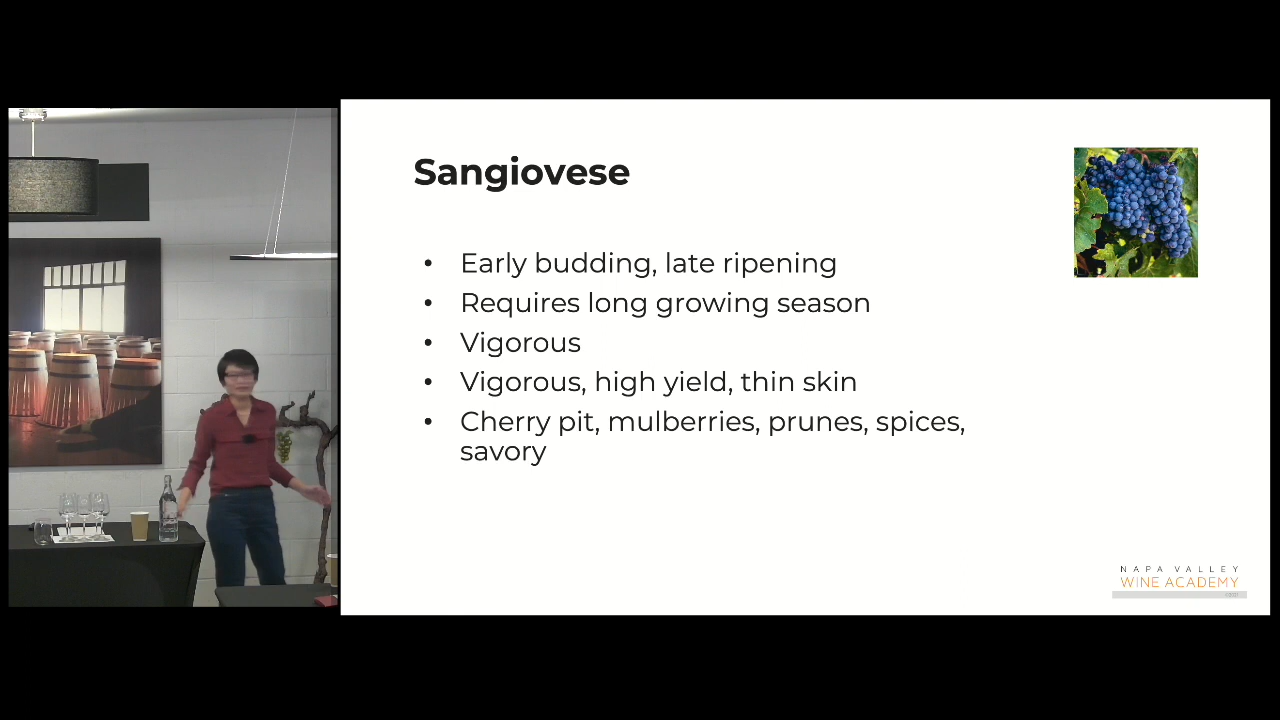 Sangiovese
• Early budding, late ripening
• Requires long growing season
• Vigorous
• Vigorous, high yield, thin skin
• Cherry pit, mulberries, prunes, spices,
savory
NAPA VALLEY
WINE ACADEMY